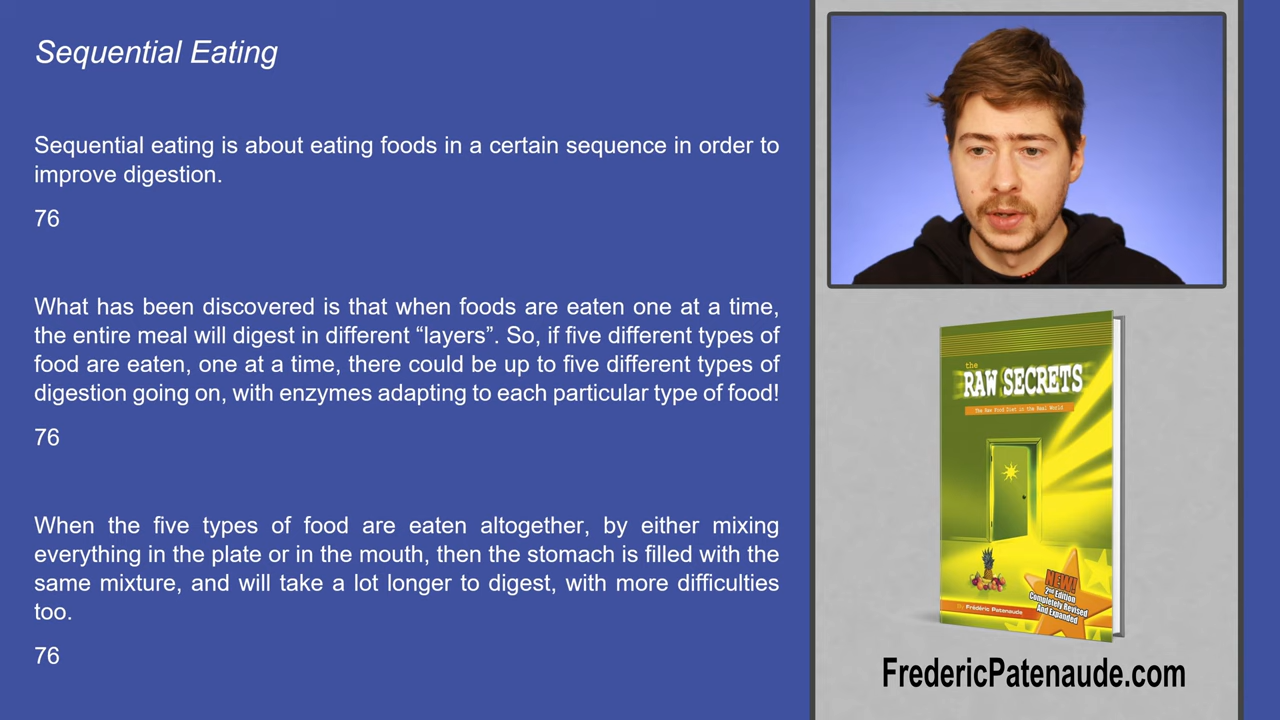 Sequential Eating
Sequential eating is about eating foods in a certain sequence in order to
improve digestion.
76
What has been discovered is that when foods are eaten one at a time,
the entire meal will digest in different “layers”. So, if five different types of
food are eaten, one at a time, there could be up to five different types of
digestion going on, with enzymes adapting to each particular type of food!
76
When the five types of food are eaten altogether, by either mixing
everything in the plate or in the mouth, then the stomach is filled with the
same mixture, and will take a lot longer to digest, with more difficulties
too.
76
the
RAW SECRETS
The Raw Food Diet in the Real World
NEW!
2nd Edition
Completely Revised
And Expanded
By Frédéric Patenaude
FredericPatenaude.com